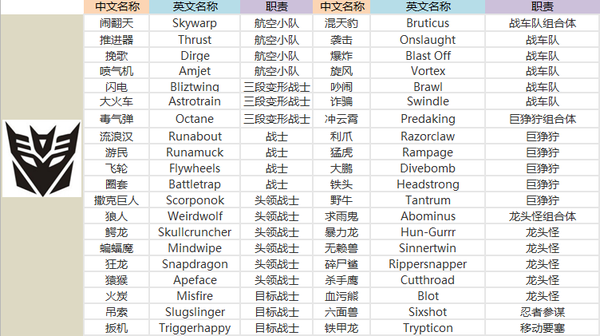 中文名称 英文名称 职责 中文名称 英文名称 职责
闹翻天 Skywarp 航空小队 混天豹 Bruticus 战车队组合体
推进器 Thrust 航空小队 袭击 Onslaught 战车队
挽歌 Dirge 航空小队 爆炸 Blast Off 战车队
喷气机 Amjet 航空小队 旋风 Vortex 战车队
闪电 Bliztwing 三段变形战士 吵闹 Brawl 战车队
大火车 Astrotrain 三段变形战士 诈骗 Swindle 战车队
毒气弹 Octane 三段变形战士 冲云霄 Predaking 巨狰狞组合体
流浪汉 Runabout 战士 利爪 Razorclaw 巨狰狞
游民 Runamuck 战士 猛虎 Rampage 巨狰狞
飞轮 Flywheels 战士 大鹏 Divebomb 巨狰狞
圈套 Battletrap 战士 铁头 Headstrong 巨狰狞
撒克巨人 Scorponok 头领战士 野牛 Tantrum 巨狰狞
狼人 Weirdwolf 头领战士 求雨鬼 Abominus 龙头怪组合体
鳄龙 Skullcruncher 头领战士 暴力龙 Hun-Gurrr 龙头怪
蝙蝠魔 Mindwipe 头领战士 无赖兽 Sinnertwin 龙头怪
狂龙 Snapdragon 头领战士 碎尸鲨 Rippersnapper 龙头怪
猿猴 Apeface 头领战士 杀手鹰 Cutthroad 龙头怪
火炭 Misfire 目标战士 血污魷 Blot 龙头怪
吊索 Slugslinger 目标战士 六面兽 Sixshot 忍者参谋
扳机 Triggerhappy 目标战士 铁甲龙 Trypticon 移动要塞